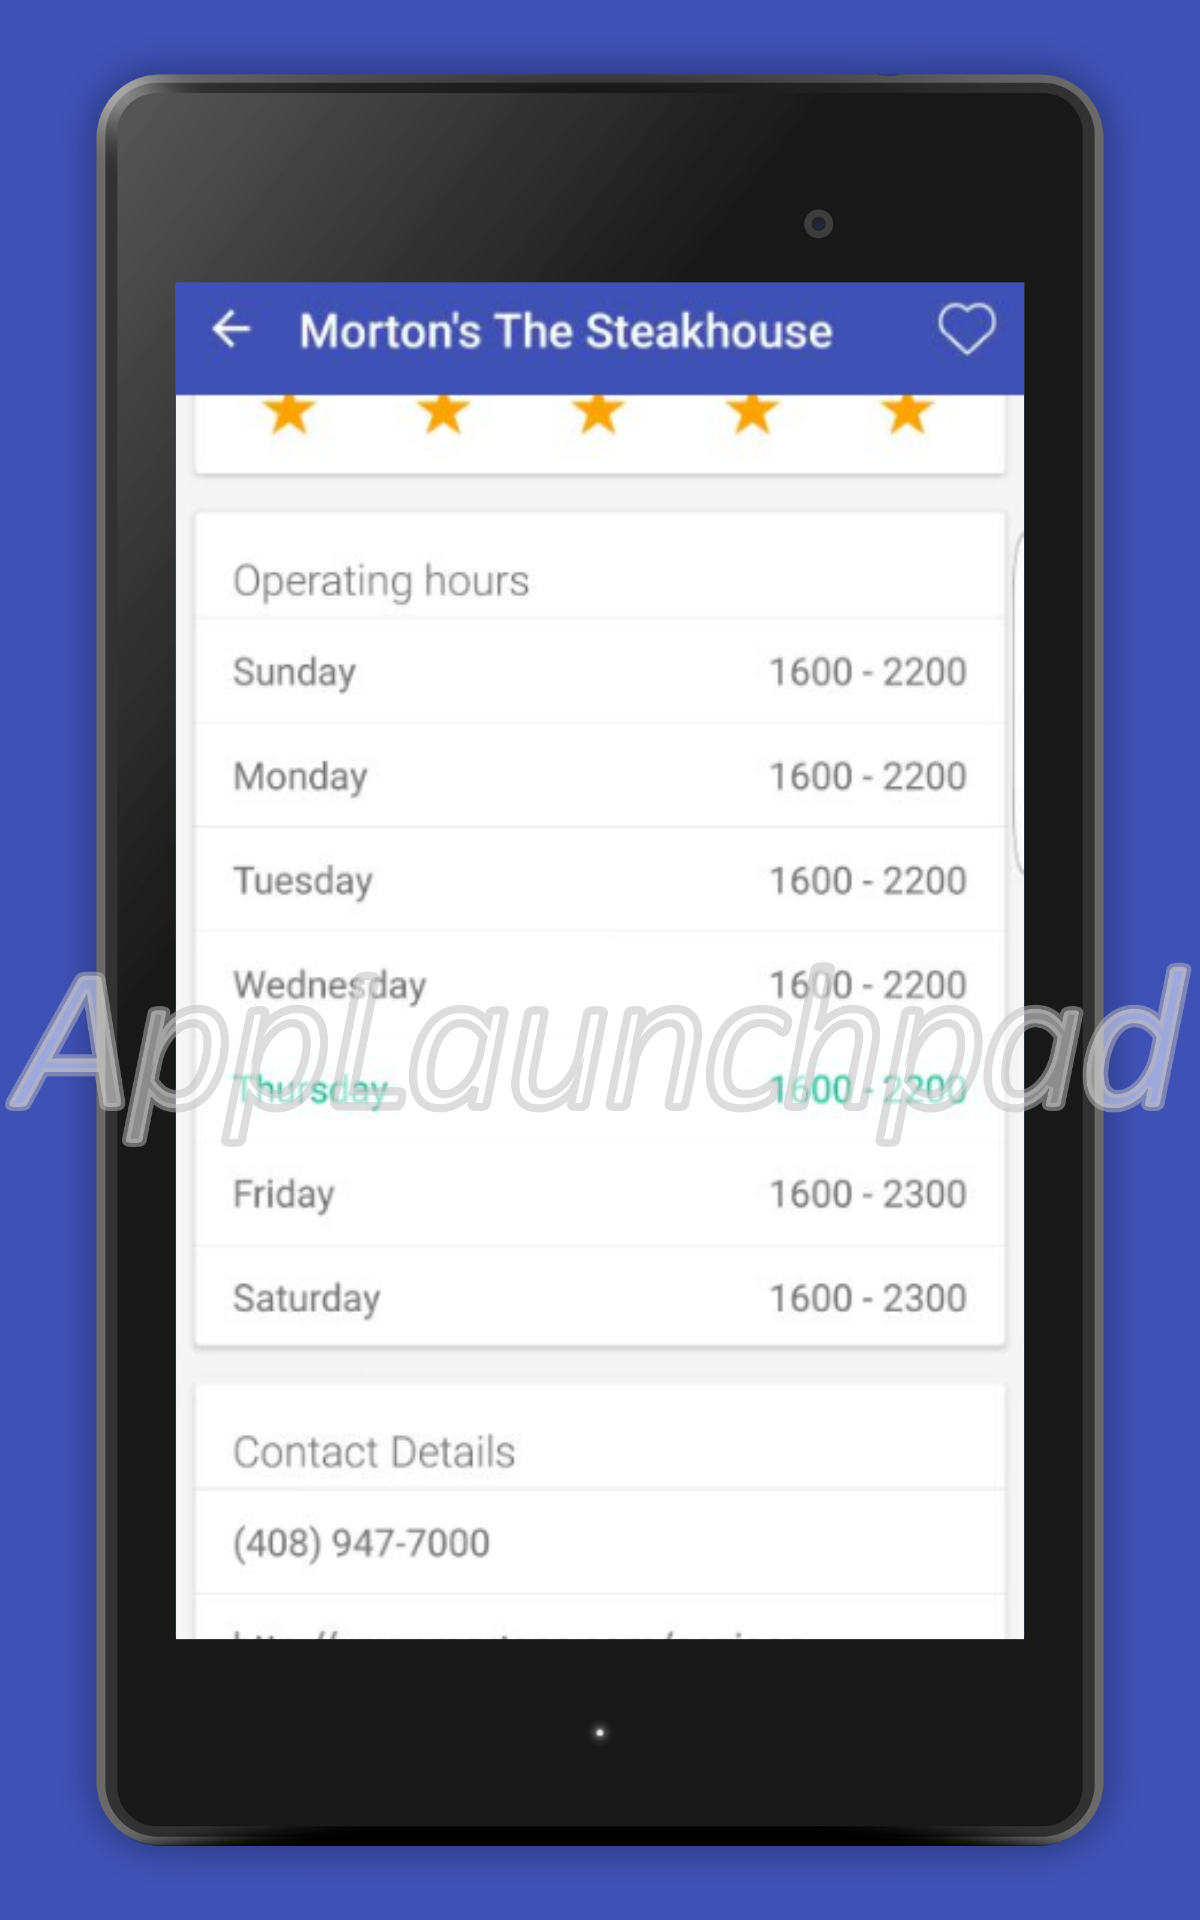 Morton's The Steakhouse
Operating hours
Sunday 1600 - 2200
Monday 1600 - 2200
Tuesday 1600 - 2200
Wednesday 1600 - 2200
AppLaunchpad
Thursday 1600 - 2200
Friday 1600 - 2300
Saturday 1600 - 2300
Contact Details
(408) 947-7000